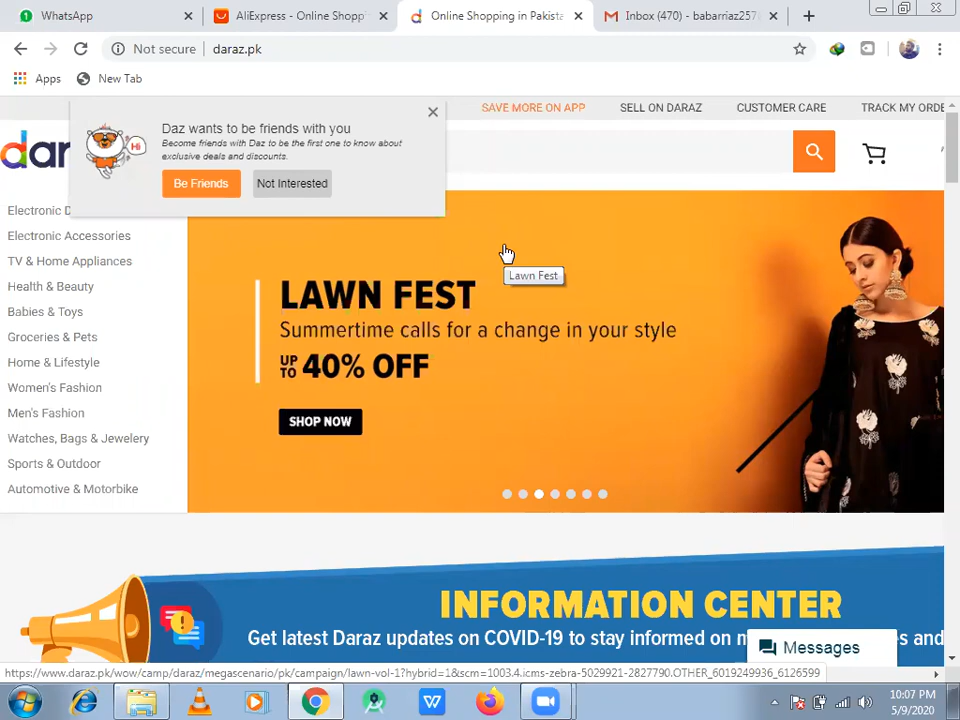 WhatsApp
AliExpress - Online Shopp
Online Shopping in Pakista
Inbox (470) - babarriaz257
Not secure
daraz.pk
Apps
New Tab
SAVE MORE ON APP
SELL ON DARAZ
CUSTOMER CARE
TRACK MY ORDE
Daz wants to be friends with you
Become friends with Daz to be the first one to know about
exclusive deals and discounts.
Hi
Be Friends
Not Interested
daraz
Electronic D
Electronic Accessories
TV & Home Appliances
Health & Beauty
Babies & Toys
Groceries & Pets
Home & Lifestyle
Women's Fashion
Men's Fashion
Watches, Bags & Jewelery
Sports & Outdoor
Automotive & Motorbike
Lawn Fest
LAWN FEST
Summertime calls for a change in your style
UP TO 40% OFF
SHOP NOW
INFORMATION CENTER
Get latest Daraz updates on COVID-19 to stay informed on
and
Messages
https://www.daraz.pk/wow/camp/daraz/megascenario/pk/campaign/lawn-vol-1?hybrid=1&scm=1003.4.icms-zebra-5029921-2827790.OTHER_6019249936_6126599
10:07 PM
5/9/2020